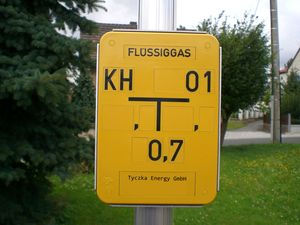 FLÜSSIGGAS
KH 01
, ,
0,7
Tyczka Energy GmbH